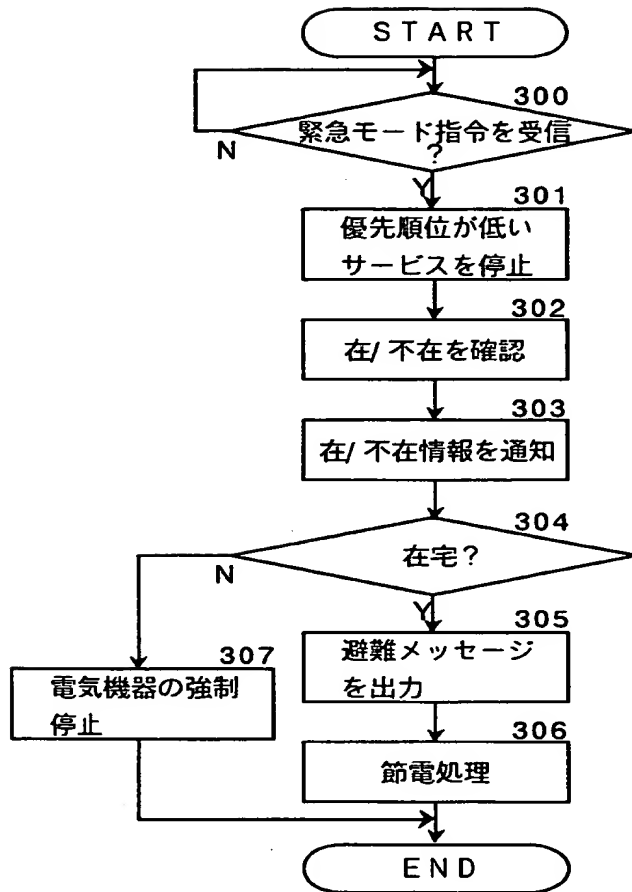 START
300
緊急モード指令を受信
?
N
Y
301
優先順位が低い
サービスを停止
302
在/不在を確認
303
在/不在情報を通知
304
在宅?
N
Y
305
避難メッセージ
を出力
307
電気機器の強制
停止
306
節電処理
END